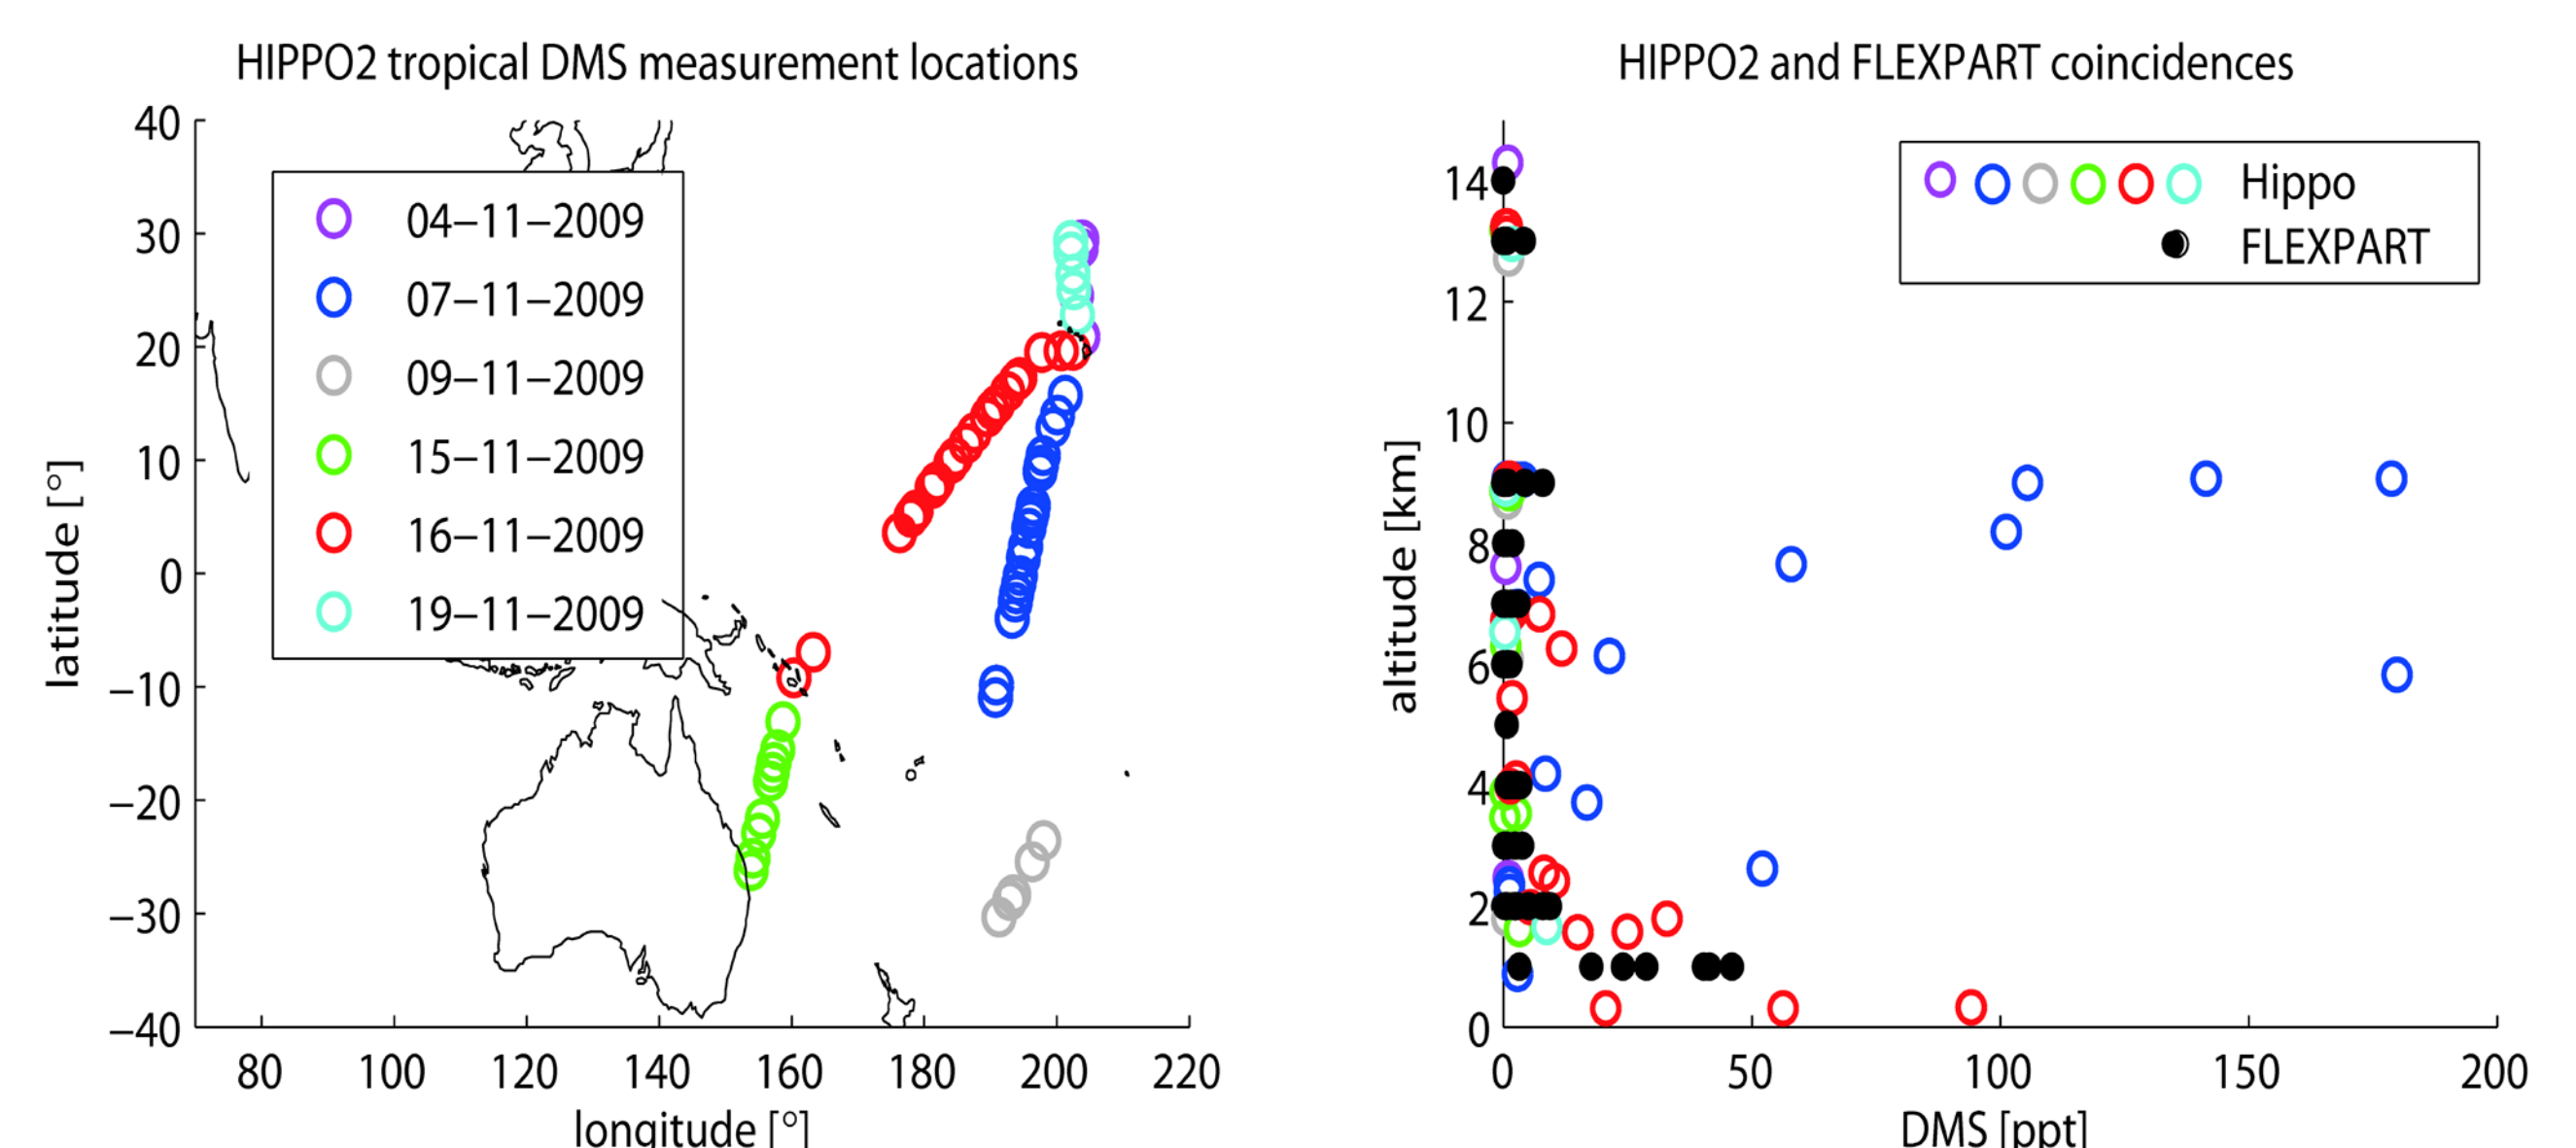 HIPPO2 tropical DMS measurement locations
40
30
20
10
0
−10
−20
−30
−40
latitude [°]
04−11−2009
07−11−2009
09−11−2009
15−11−2009
16−11−2009
19−11−2009
80 100 120 140 160 180 200 220
longitude [°]
HIPPO2 and FLEXPART coincidences
14
12
10
8
6
4
2
0
altitude [km]
Hippo
FLEXPART
0 50 100 150 200
DMS [ppt]